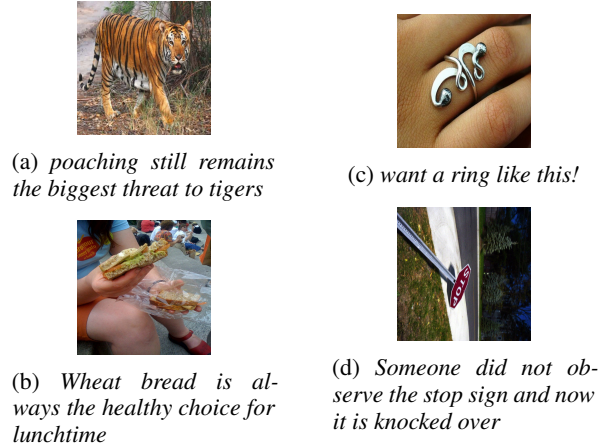 (a) poaching still remains
the biggest threat to tigers
(c) want a ring like this!
STOP
(b) Wheat bread is al-
ways the healthy choice for
lunchtime
(d) Someone did not ob-
serve the stop sign and now
it is knocked over